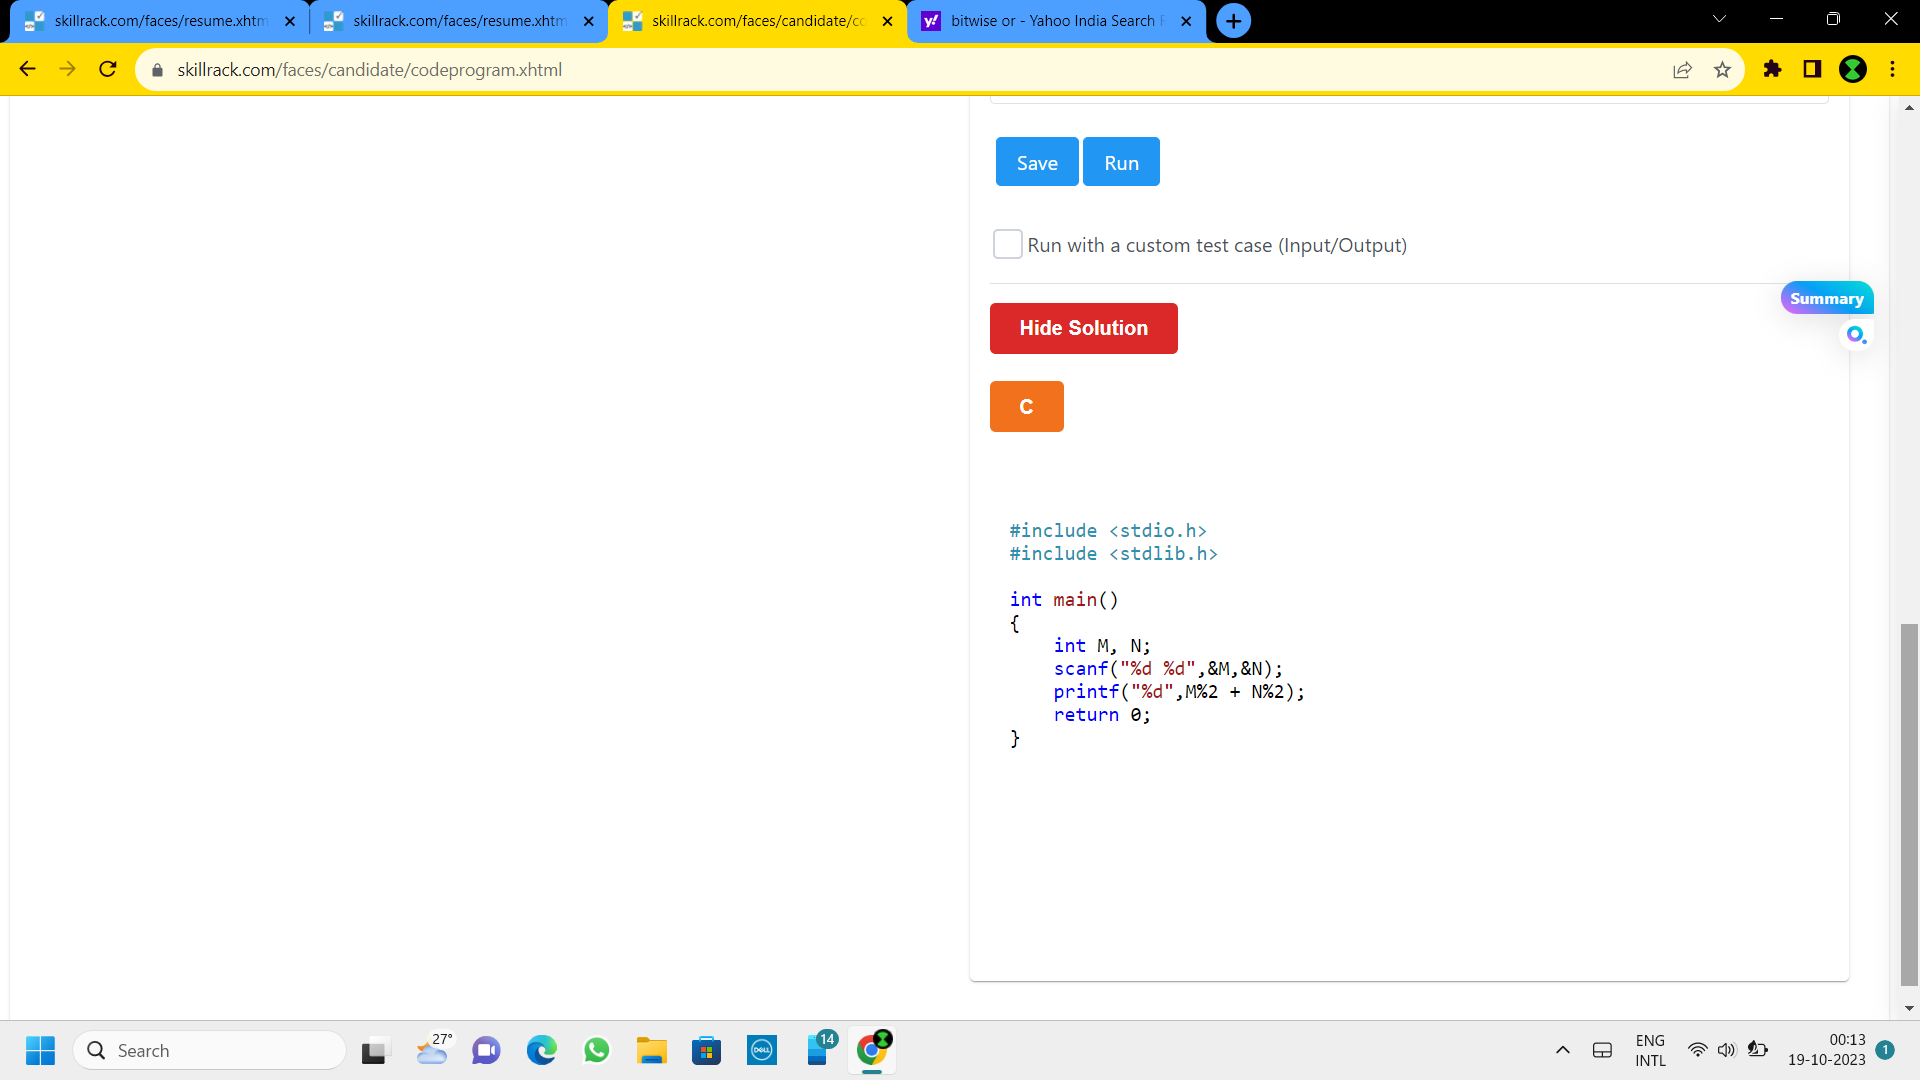 skillrack.com/faces/resume.xhtm
skillrack.com/faces/resume.xhtm
skillrack.com/faces/candidate/co
bitwise or - Yahoo India Search
skillrack.com/faces/candidate/codeprogram.xhtml
Save
Run
Run with a custom test case (Input/Output)
Summary
Hide Solution
C
#include <stdio.h>
#include <stdlib.h>
int main()
{
int M, N;
scanf("%d %d",&M,&N);
printf("%d",M%2 + N%2);
return 0;
}
Search
27°
DELL
14
ENG
INTL
00:13
19-10-2023
1